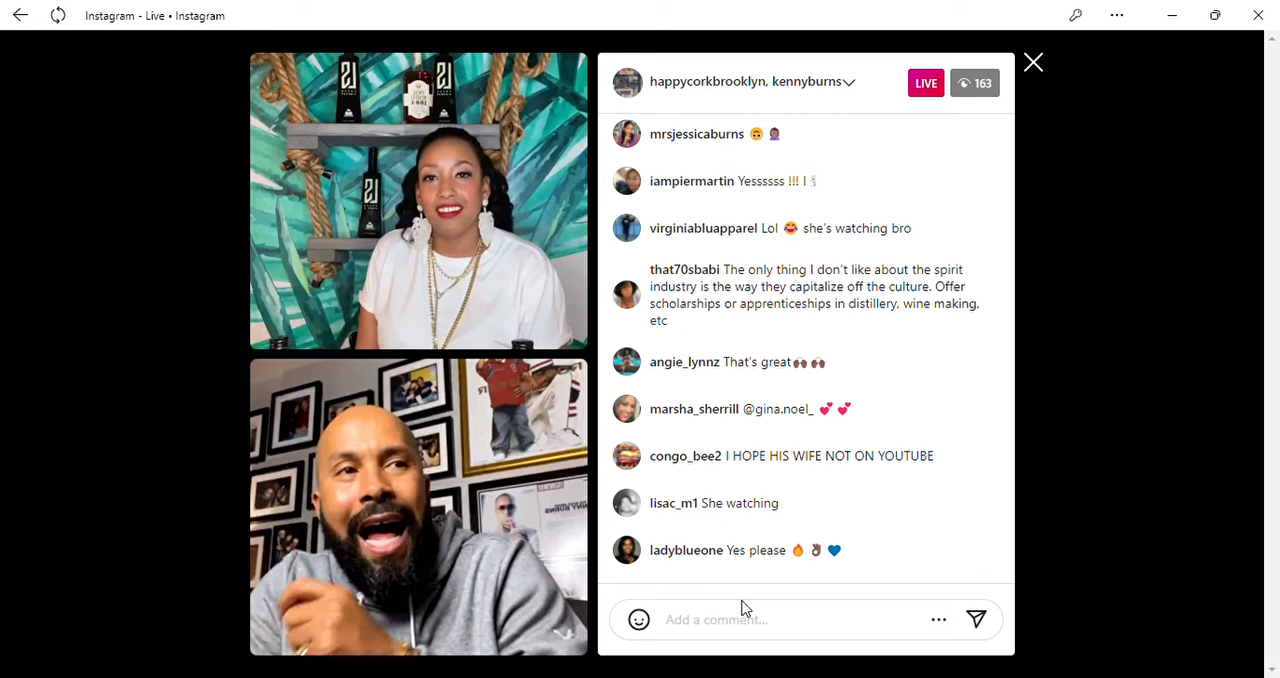 Instagram - Live • Instagram
21
21
21
happycorkbrooklyn, kennyburns
LIVE
163
mrsjessicaburns 🙃 🤦🏽‍♀️
iampiermartin Yessssss !!! I
virginiabluapparel Lol 😂 she's watching bro
that70sbabi The only thing I don't like about the spirit
industry is the way they capitalize off the culture. Offer
scholarships or apprenticeships in distillery, wine making,
etc
angie_lynnz That's great🙌🏾 🙌🏾
marsha_sherrill @gina.noel_ 💕 💕
congo_bee2 I HOPE HIS WIFE NOT ON YOUTUBE
lisac_m1 She watching
ladyblueone Yes please 🔥 👌🏾 💙
Add a comment...